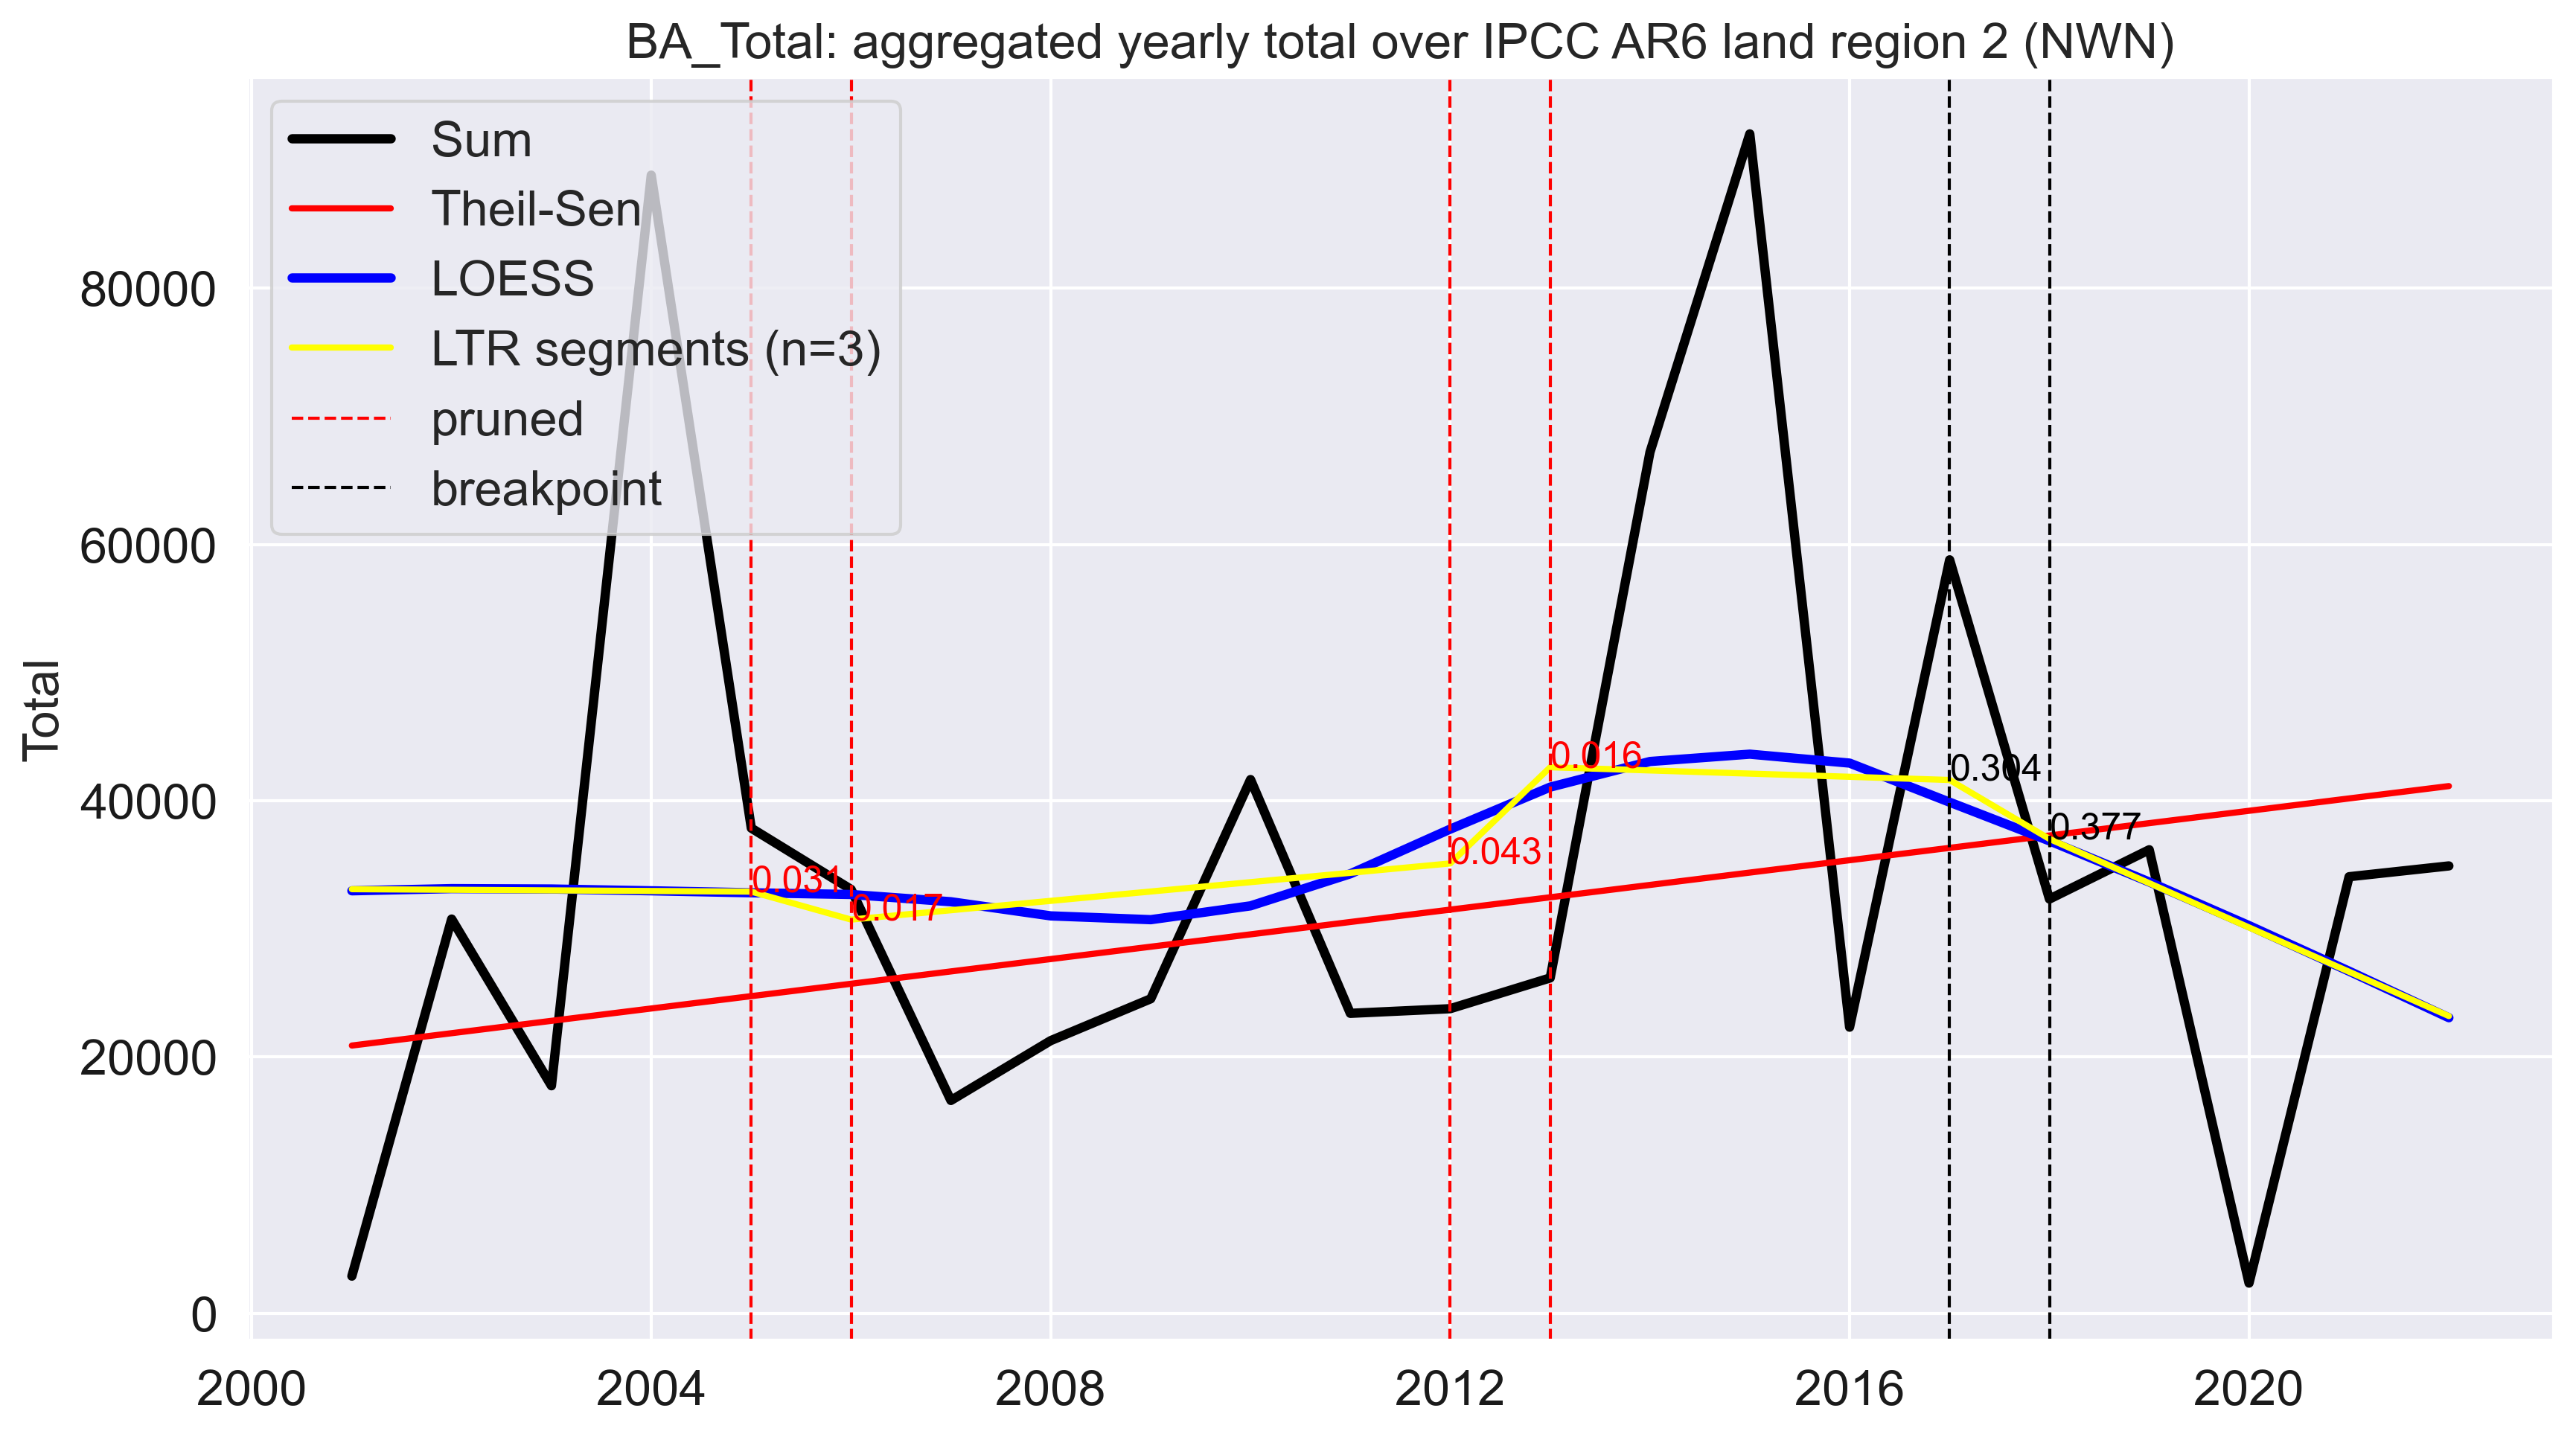 BA_Total: aggregated yearly total over IPCC AR6 land region 2 (NWN)
Sum
Theil-Sen
LOESS
LTR segments (n=3)
pruned
breakpoint
Total
80000
60000
40000
20000
0
0.031
0.017
0.043
0.016
0.304
0.377
2000 2004 2008 2012 2016 2020